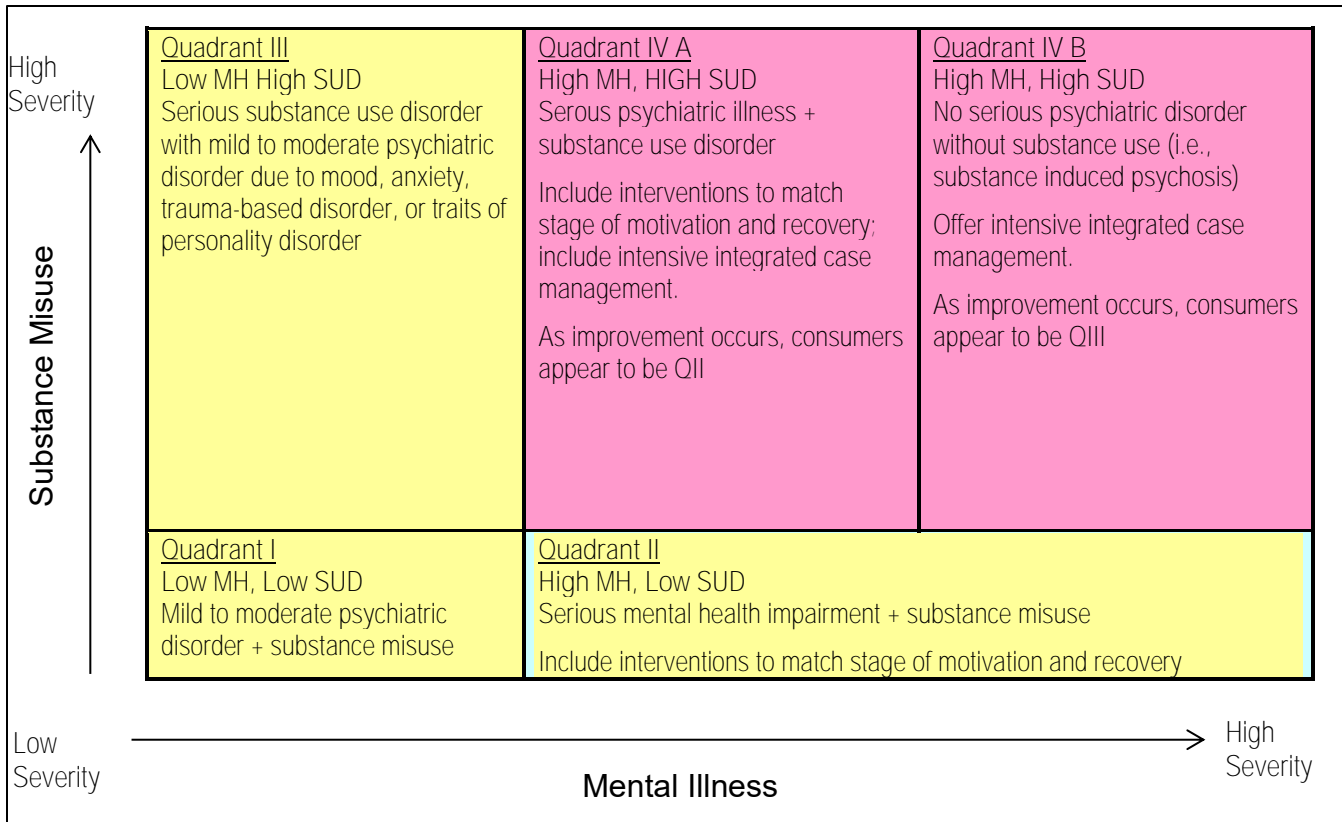 High
Severity
Substance Misuse
Quadrant III
Low MH High SUD
Serious substance use disorder
with mild to moderate psychiatric
disorder due to mood, anxiety,
trauma-based disorder, or traits of
personality disorder
Quadrant IV A
High MH, HIGH SUD
Serous psychiatric illness +
substance use disorder
Include interventions to match
stage of motivation and recovery;
include intensive integrated case
management.
As improvement occurs, consumers
appear to be QII
Quadrant IV B
High MH, High SUD
No serious psychiatric disorder
without substance use (i.e.,
substance induced psychosis)
Offer intensive integrated case
management.
As improvement occurs, consumers
appear to be QIII
Quadrant I
Low MH, Low SUD
Mild to moderate psychiatric
disorder + substance misuse
Quadrant II
High MH, Low SUD
Serious mental health impairment + substance misuse
Include interventions to match stage of motivation and recovery
Low
Severity
Mental Illness
High
Severity